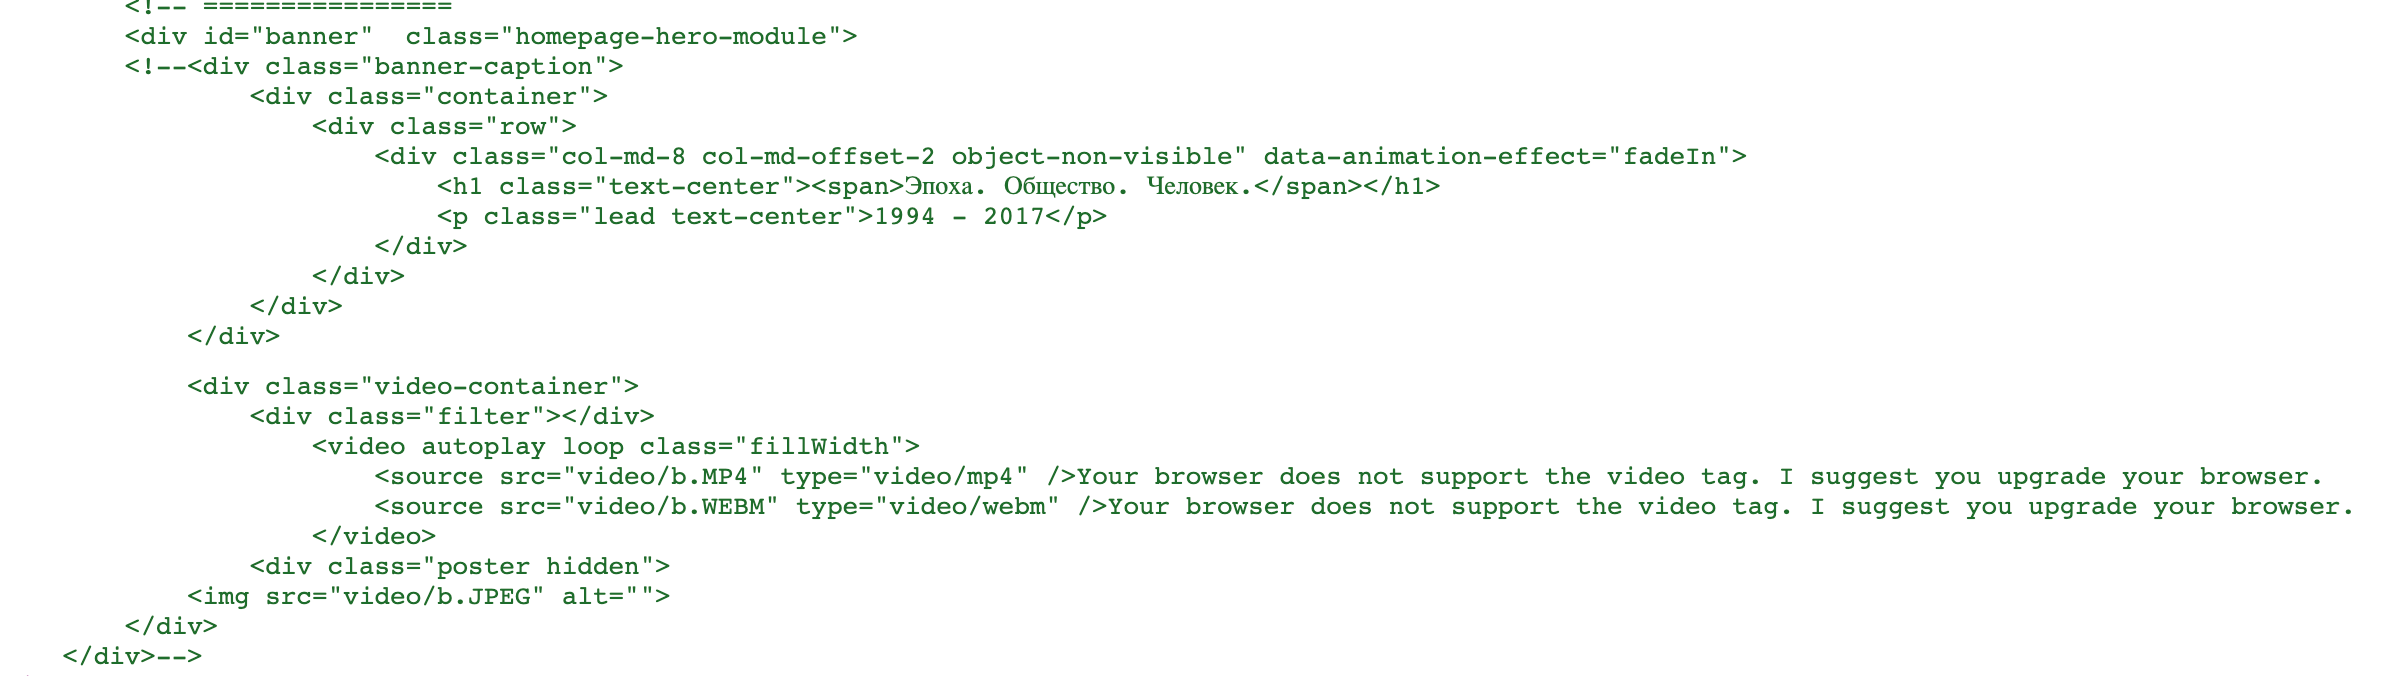 <!-- ================
<div id="banner"  class="homepage-hero-module">
<!--<div class="banner-caption">
<div class="container">
<div class="row">
<div class="col-md-8 col-md-offset-2 object-non-visible" data-animation-effect="fadeIn">
<h1 class="text-center"><span>Эпоха. Общество. Человек.</span></h1>
<p class="lead text-center">1994 - 2017</p>
</div>
</div>
</div>
</div>
<div class="video-container">
<div class="filter"></div>
<video autoplay loop class="fillWidth">
<source src="video/b.MP4" type="video/mp4" />Your browser does not support the video tag. I suggest you upgrade your browser.
<source src="video/b.WEBM" type="video/webm" />Your browser does not support the video tag. I suggest you upgrade your browser.
</video>
<div class="poster hidden">
<img src="video/b.JPEG" alt="">
</div>
</div>-->